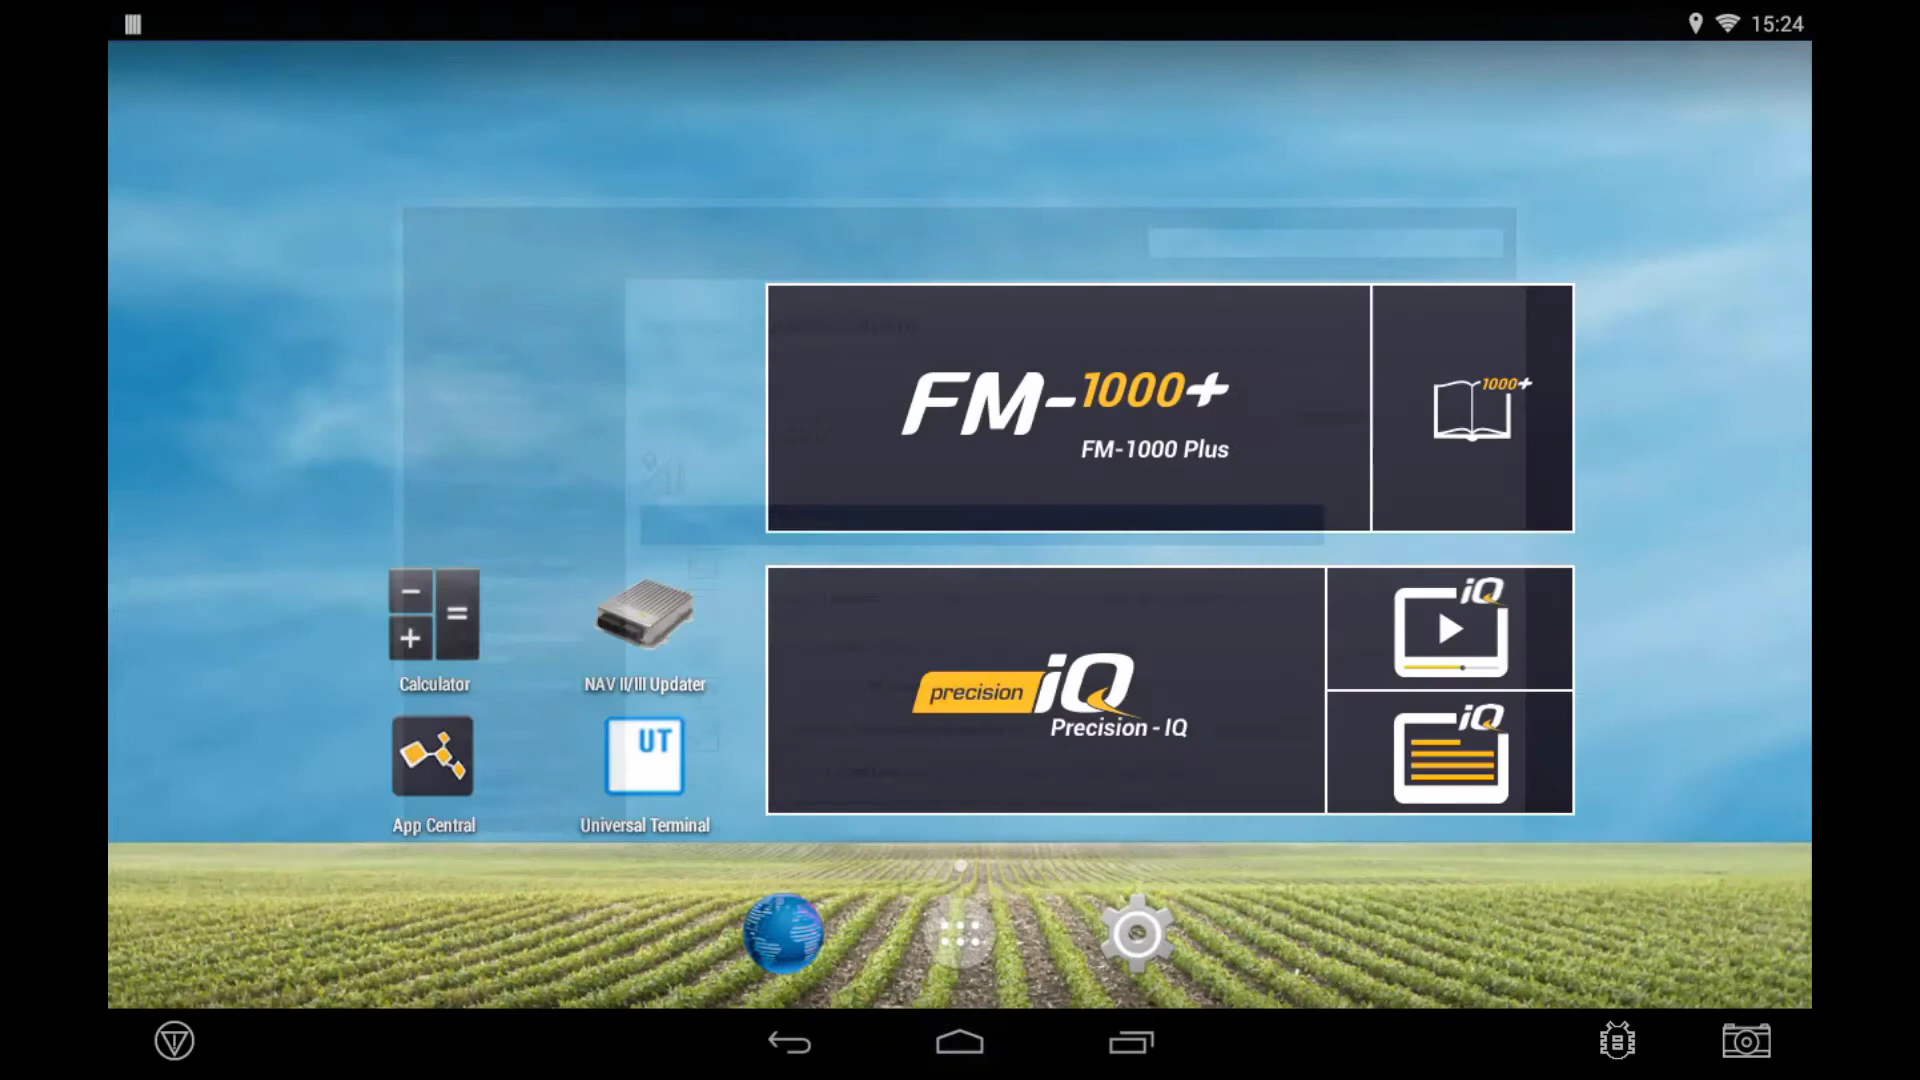 15:24
FM-1000+
FM-1000 Plus
1000+
precision iQ
Precision - IQ
iQ
iQ
Calculator
NAV II/III Updater
UT
App Central
Universal Terminal